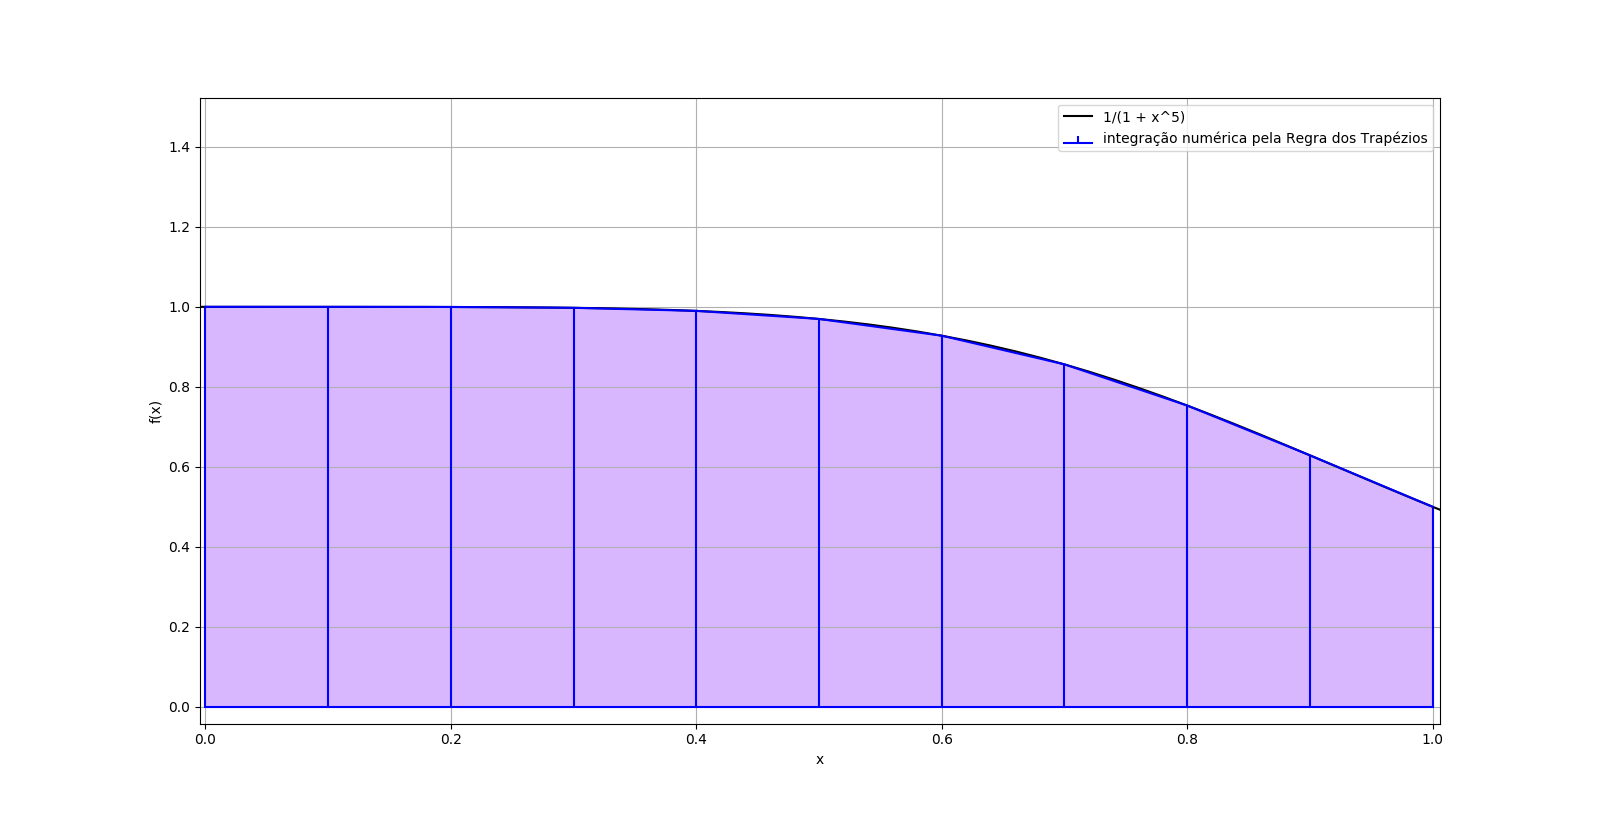 1/(1 + x^5)
integração numérica pela Regra dos Trapézios
1.4
1.2
1.0
0.8
0.6
0.4
0.2
0.0
f(x)
0.0 0.2 0.4 0.6 0.8 1.0
x